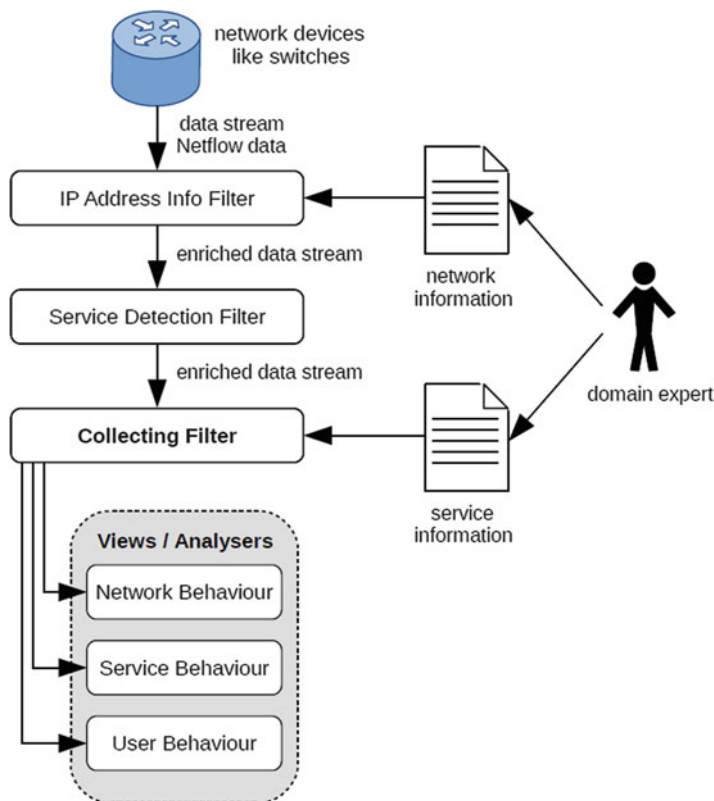 network devices
like switches
data stream
Netflow data
IP Address Info Filter
enriched data stream
network
information
Service Detection Filter
enriched data stream
domain expert
Collecting Filter
service
information
Views / Analysers
Network Behaviour
Service Behaviour
User Behaviour